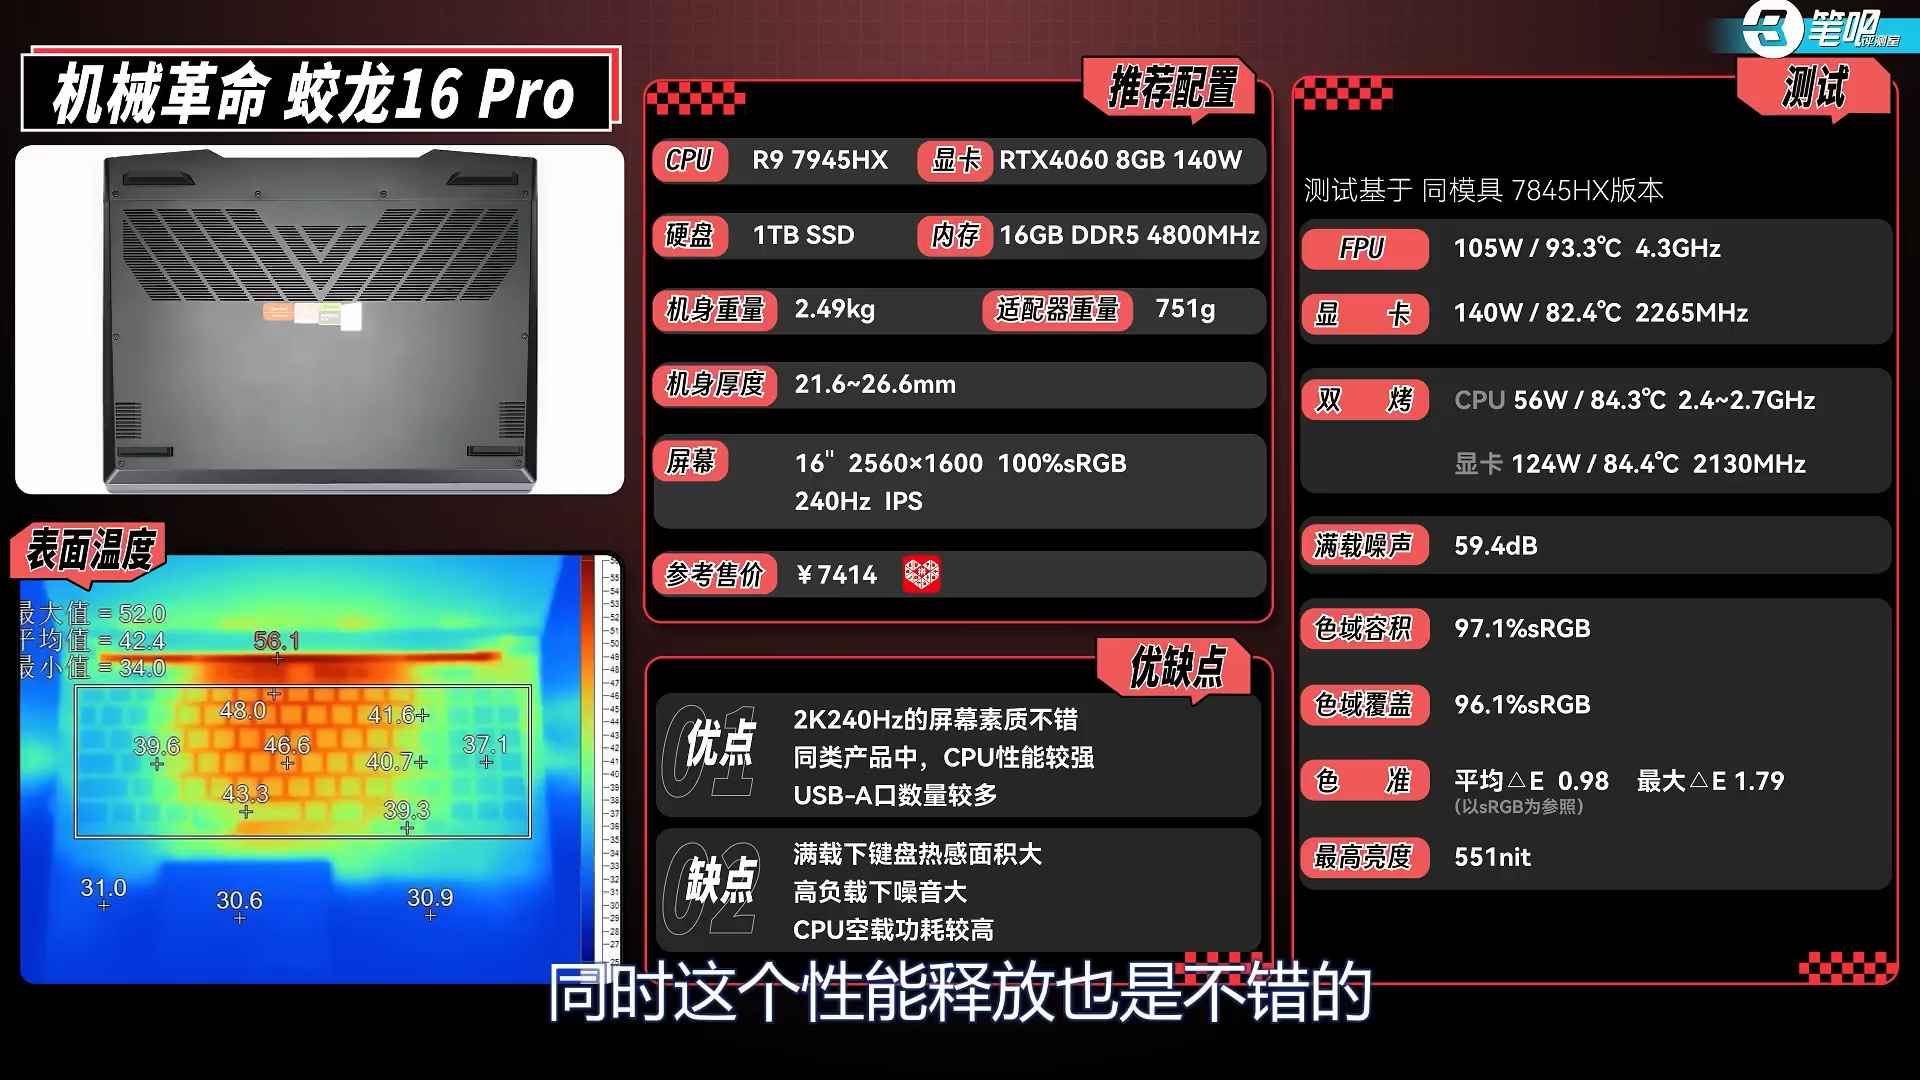 笔吧评测室
机械革命 蛟龙16 Pro
推荐配置
CPU R9 7945HX 显卡 RTX4060 8GB 140W
硬盘 1TB SSD 内存 16GB DDR5 4800MHz
机身重量 2.49kg 适配器重量 751g
机身厚度 21.6~26.6mm
屏幕 16" 2560×1600 100%sRGB
240Hz IPS
参考售价 ¥7414
优缺点
01 优点
2K240Hz的屏幕素质不错
同类产品中，CPU性能较强
USB-A口数量较多
02 缺点
满载下键盘热感面积大
高负载下噪音大
CPU空载功耗较高
测试
测试基于 同模具 7845HX版本
FPU 105W / 93.3℃ 4.3GHz
显卡 140W / 82.4℃ 2265MHz
双烤 CPU 56W / 84.3℃ 2.4~2.7GHz
显卡 124W / 84.4℃ 2130MHz
满载噪声 59.4dB
色域容积 97.1%sRGB
色域覆盖 96.1%sRGB
色准 平均△E 0.98 最大△E 1.79
(以sRGB为参照)
最高亮度 551nit
表面温度
最大值 = 52.0
平均值 = 42.4
最小值 = 34.0
56.1
48.0
41.6
39.6
46.6
40.7
37.1
43.3
39.3
31.0
30.6
30.9
同时这个性能释放也是不错的